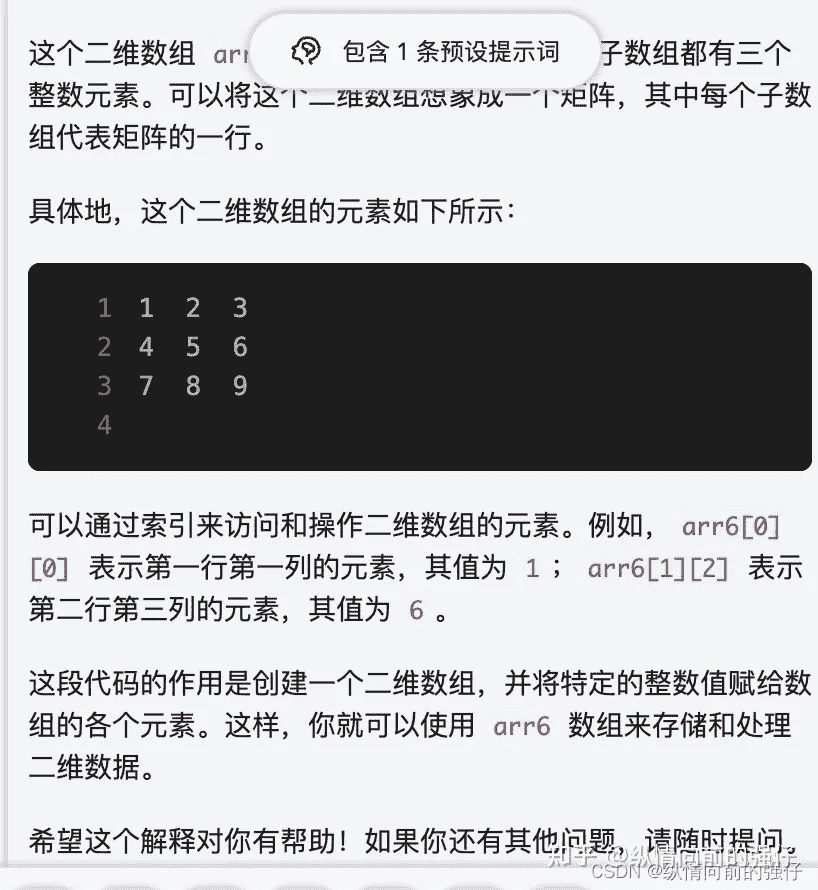 包含 1 条预设提示词
这个二维数组 子数组都有三个
整数元素。可以将这个二维数组想象成一个矩阵，其中每个子数
组代表矩阵的一行。
具体地，这个二维数组的元素如下所示：
1 1 2 3
2 4 5 6
3 7 8 9
4
可以通过索引来访问和操作二维数组的元素。例如， arr6[0]
[0] 表示第一行第一列的元素，其值为 1 ； arr6[1][2] 表示
第二行第三列的元素，其值为 6 。
这段代码的作用是创建一个二维数组，并将特定的整数值赋给数
组的各个元素。这样，你就可以使用 arr6 数组来存储和处理
二维数据。
希望这个解释对你有帮助！如果你还有其他问题，请随时提问。
知乎 @纵情向前的强仔
CSDN @纵情向前的强仔